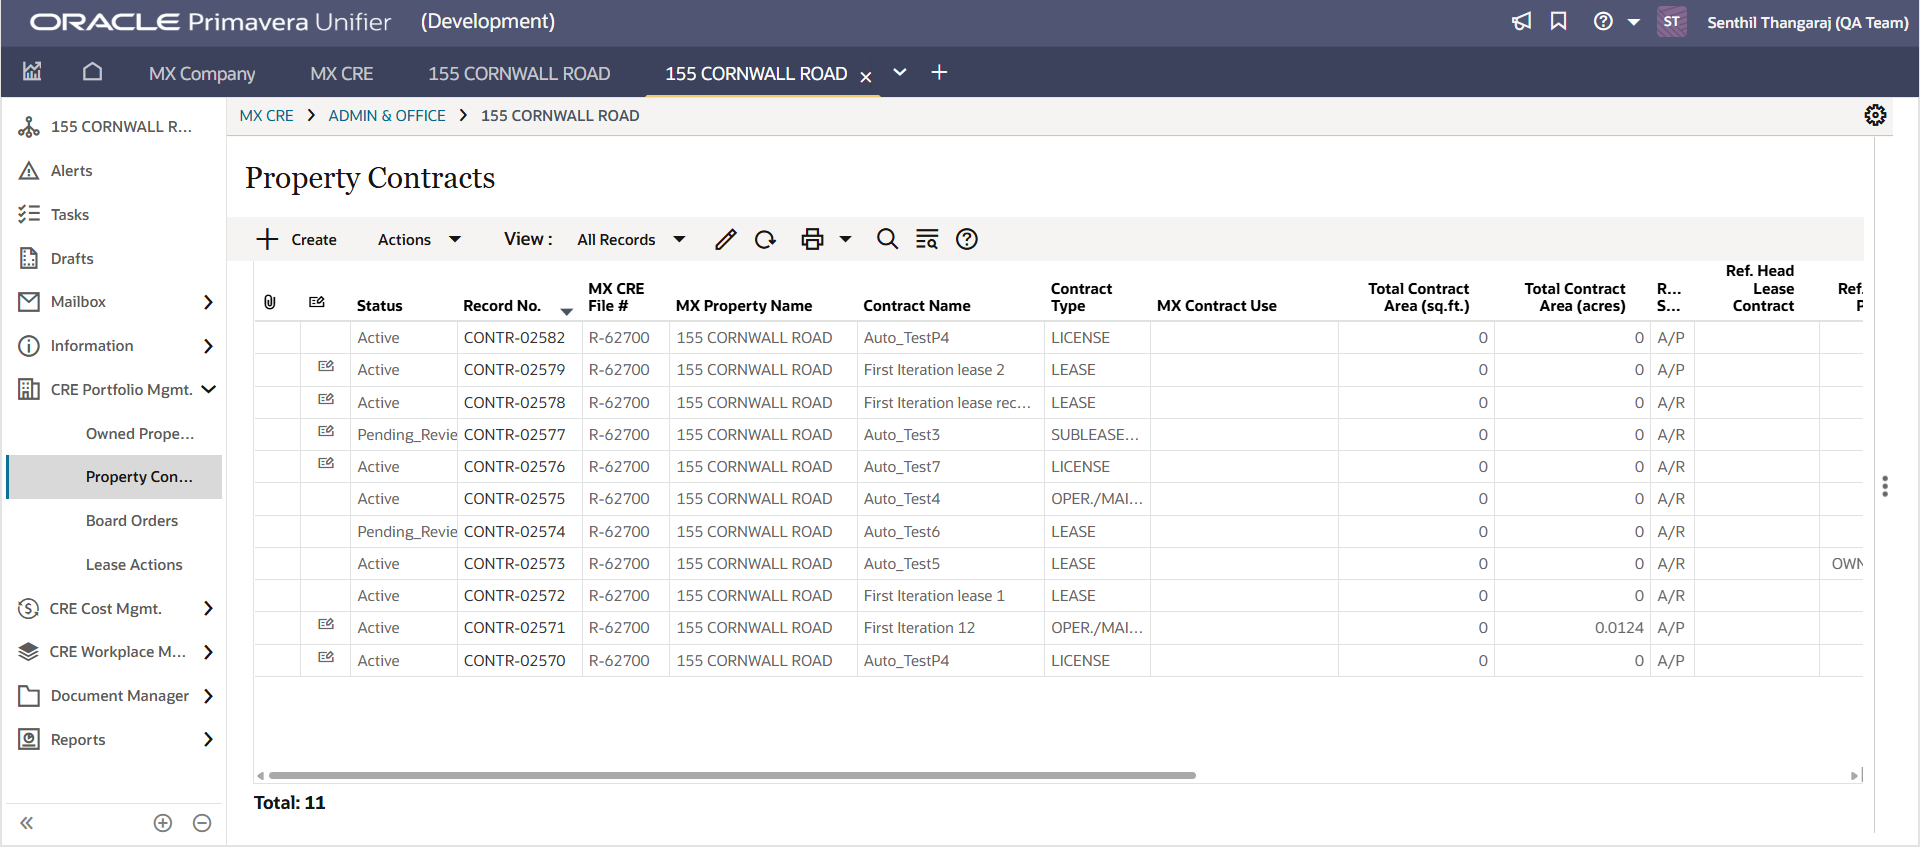 ORACLE Primavera Unifier (Development)
ST Senthil Thangaraj (QA Team)
MX Company MX CRE 155 CORNWALL ROAD 155 CORNWALL ROAD
155 CORNWALL R...
Alerts
Tasks
Drafts
Mailbox
Information
CRE Portfolio Mgmt.
Owned Prope...
Property Con...
Board Orders
Lease Actions
CRE Cost Mgmt.
CRE Workplace M...
Document Manager
Reports
MX CRE ADMIN & OFFICE 155 CORNWALL ROAD
Property Contracts
Create Actions View : All Records
Status Record No. MX CRE File # MX Property Name Contract Name Contract Type MX Contract Use Total Contract Area (sq.ft.) Total Contract Area (acres) R... S... Ref. Head Lease Contract Ref. P
Active CONTR-02582 R-62700 155 CORNWALL ROAD Auto_TestP4 LICENSE 0 0 A/P
Active CONTR-02579 R-62700 155 CORNWALL ROAD First Iteration lease 2 LEASE 0 0 A/P
Active CONTR-02578 R-62700 155 CORNWALL ROAD First Iteration lease rec... LEASE 0 0 A/R
Pending_Revie CONTR-02577 R-62700 155 CORNWALL ROAD Auto_Test3 SUBLEASE... 0 0 A/R
Active CONTR-02576 R-62700 155 CORNWALL ROAD Auto_Test7 LICENSE 0 0 A/R
Active CONTR-02575 R-62700 155 CORNWALL ROAD Auto_Test4 OPER./MAI... 0 0 A/R
Pending_Revie CONTR-02574 R-62700 155 CORNWALL ROAD Auto_Test6 LEASE 0 0 A/R
Active CONTR-02573 R-62700 155 CORNWALL ROAD Auto_Test5 LEASE 0 0 A/R OWN
Active CONTR-02572 R-62700 155 CORNWALL ROAD First Iteration lease 1 LEASE 0 0 A/R
Active CONTR-02571 R-62700 155 CORNWALL ROAD First Iteration 12 OPER./MAI... 0 0.0124 A/P
Active CONTR-02570 R-62700 155 CORNWALL ROAD Auto_TestP4 LICENSE 0 0 A/P
Total: 11